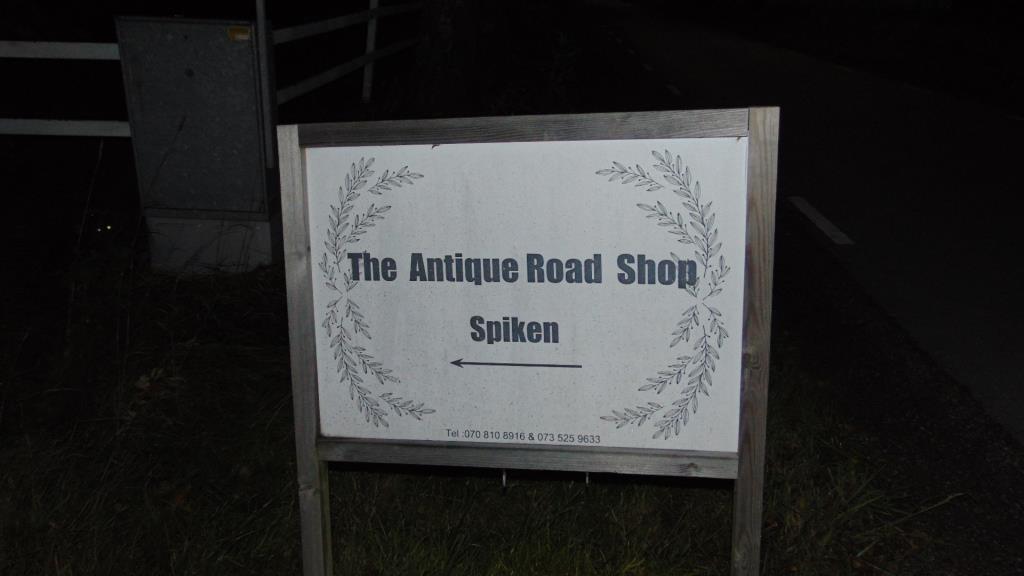 The Antique Road Shop
Spiken
Tel :070 810 8916 & 073 525 9633